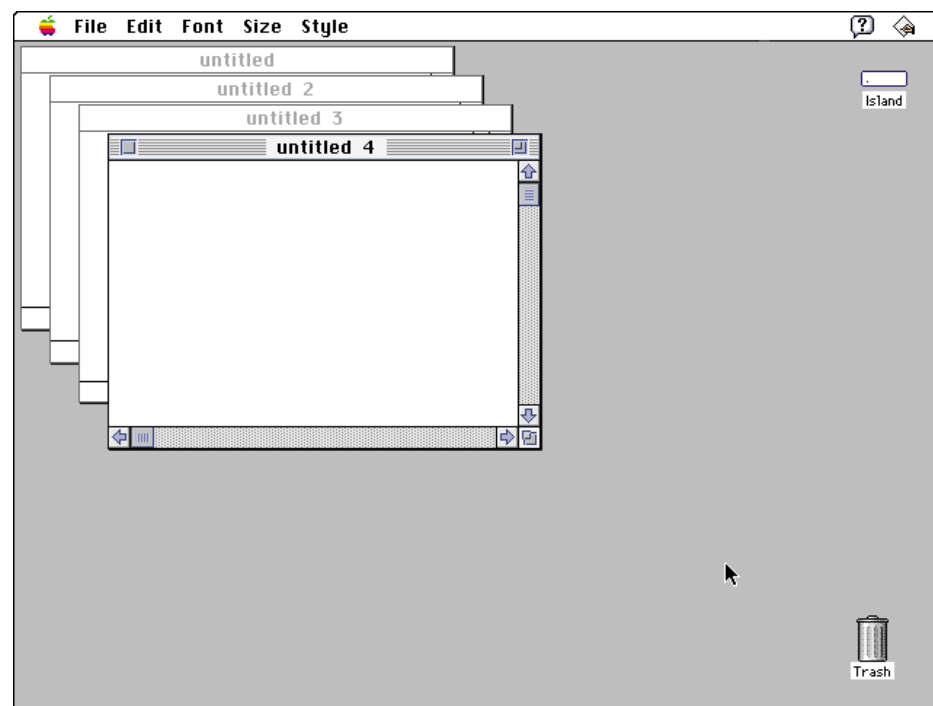 File Edit Font Size Style
untitled
untitled 2
untitled 3
untitled 4
Island
Trash